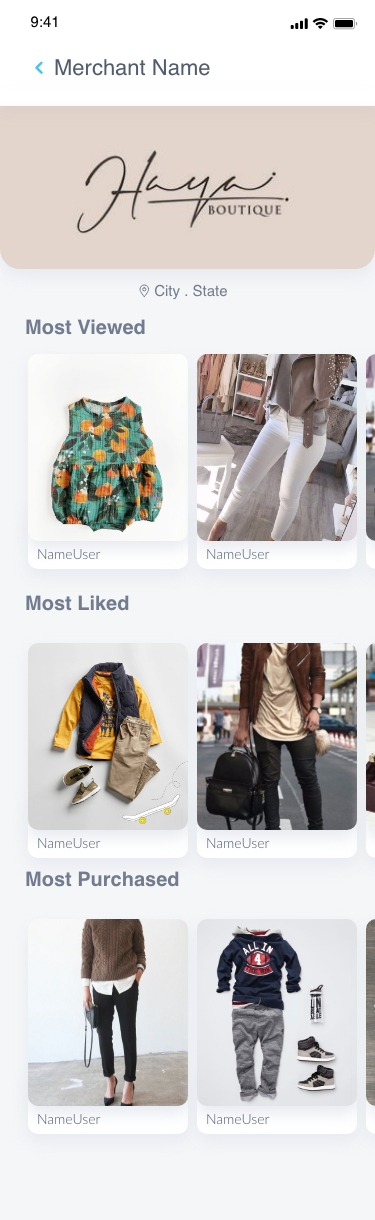 9:41
Merchant Name
Haya
BOUTIQUE
City . State
Most Viewed
NameUser
NameUser
Most Liked
NameUser
NameUser
Most Purchased
ALL IN
4
NameUser
NameUser